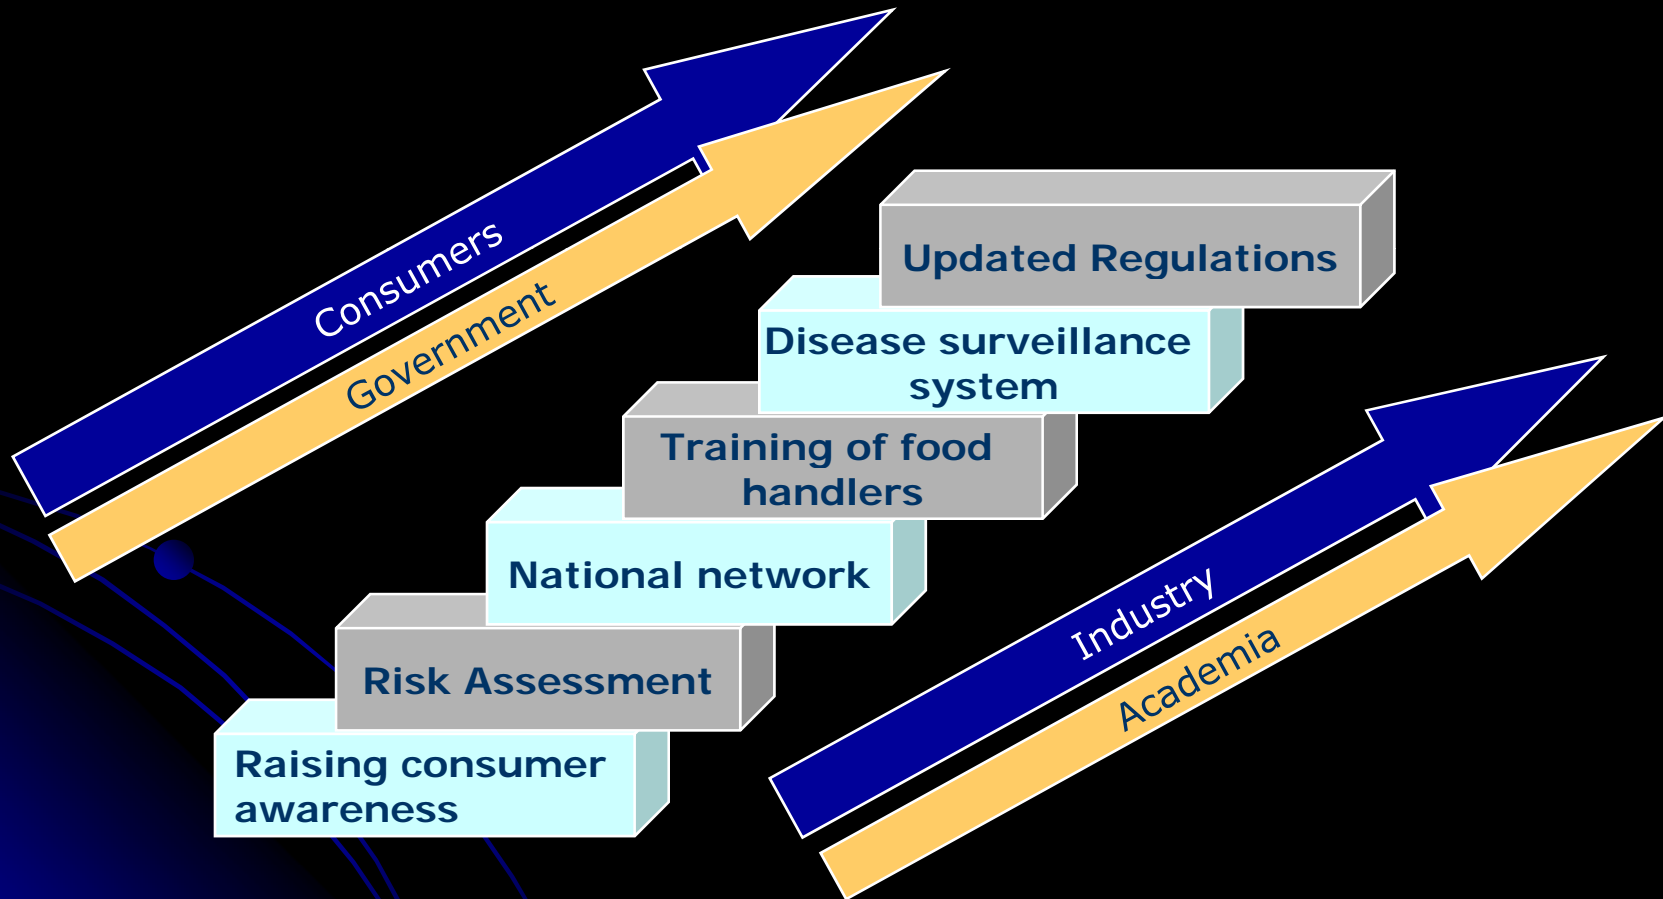 Consumers
Government
Updated Regulations
Disease surveillance
system
Training of food
handlers
National network
Risk Assessment
Raising consumer
awareness
Industry
Academia